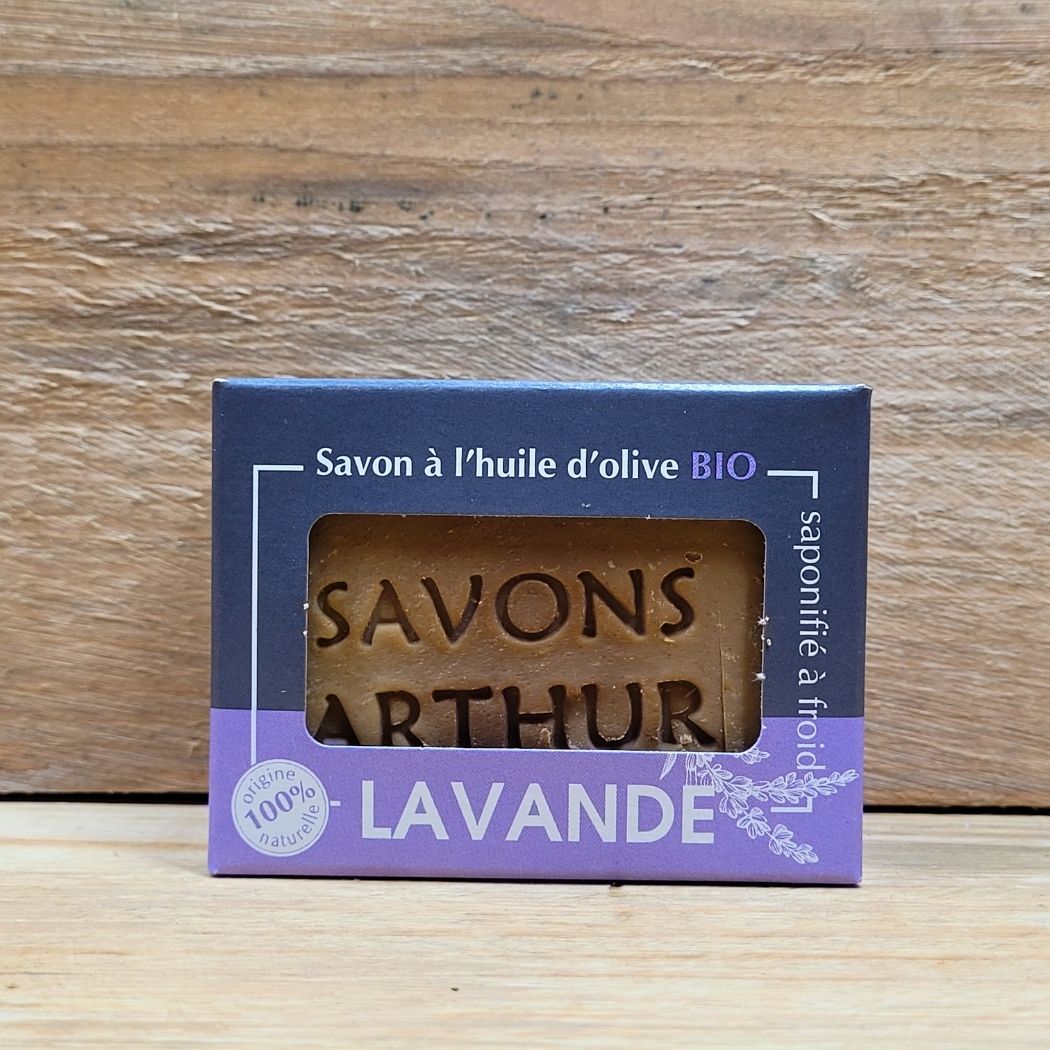 Savon à l'huile d'olive BIO
saponifié à froid
SAVONS
ARTHUR
origine
100%
naturelle
LAVANDE